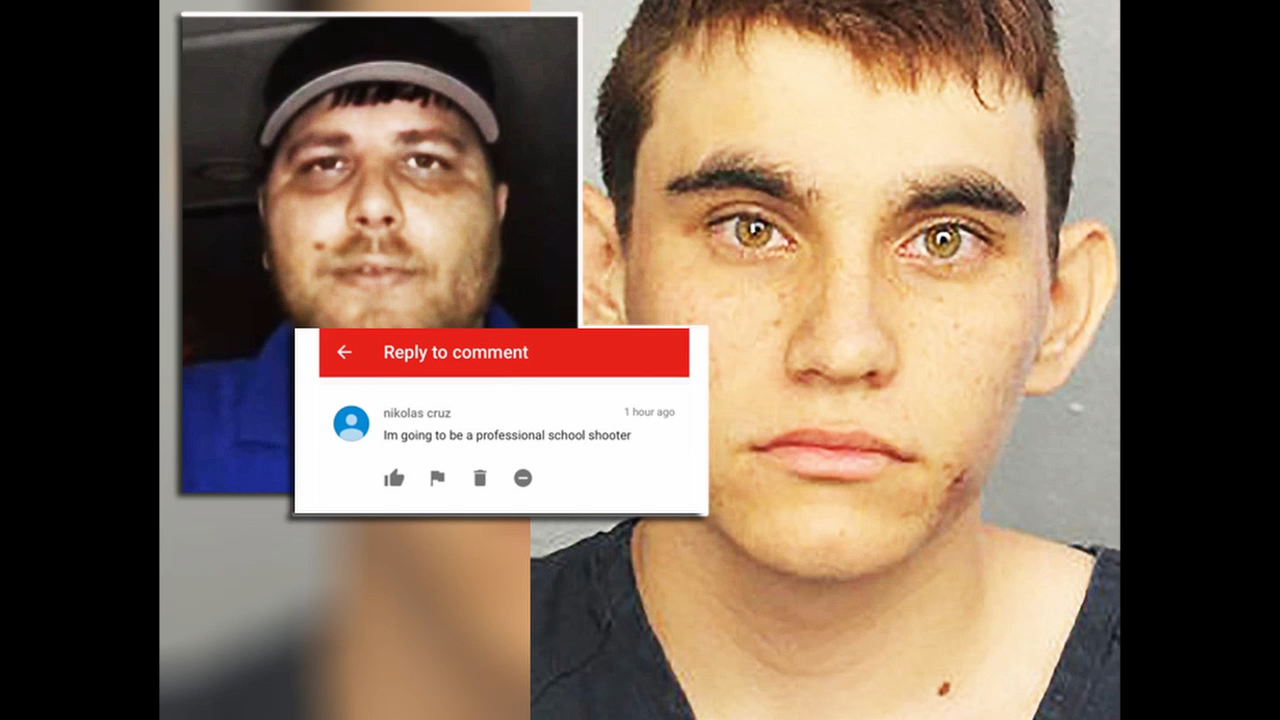 Reply to comment
nikolas cruz 1 hour ago
Im going to be a professional school shooter